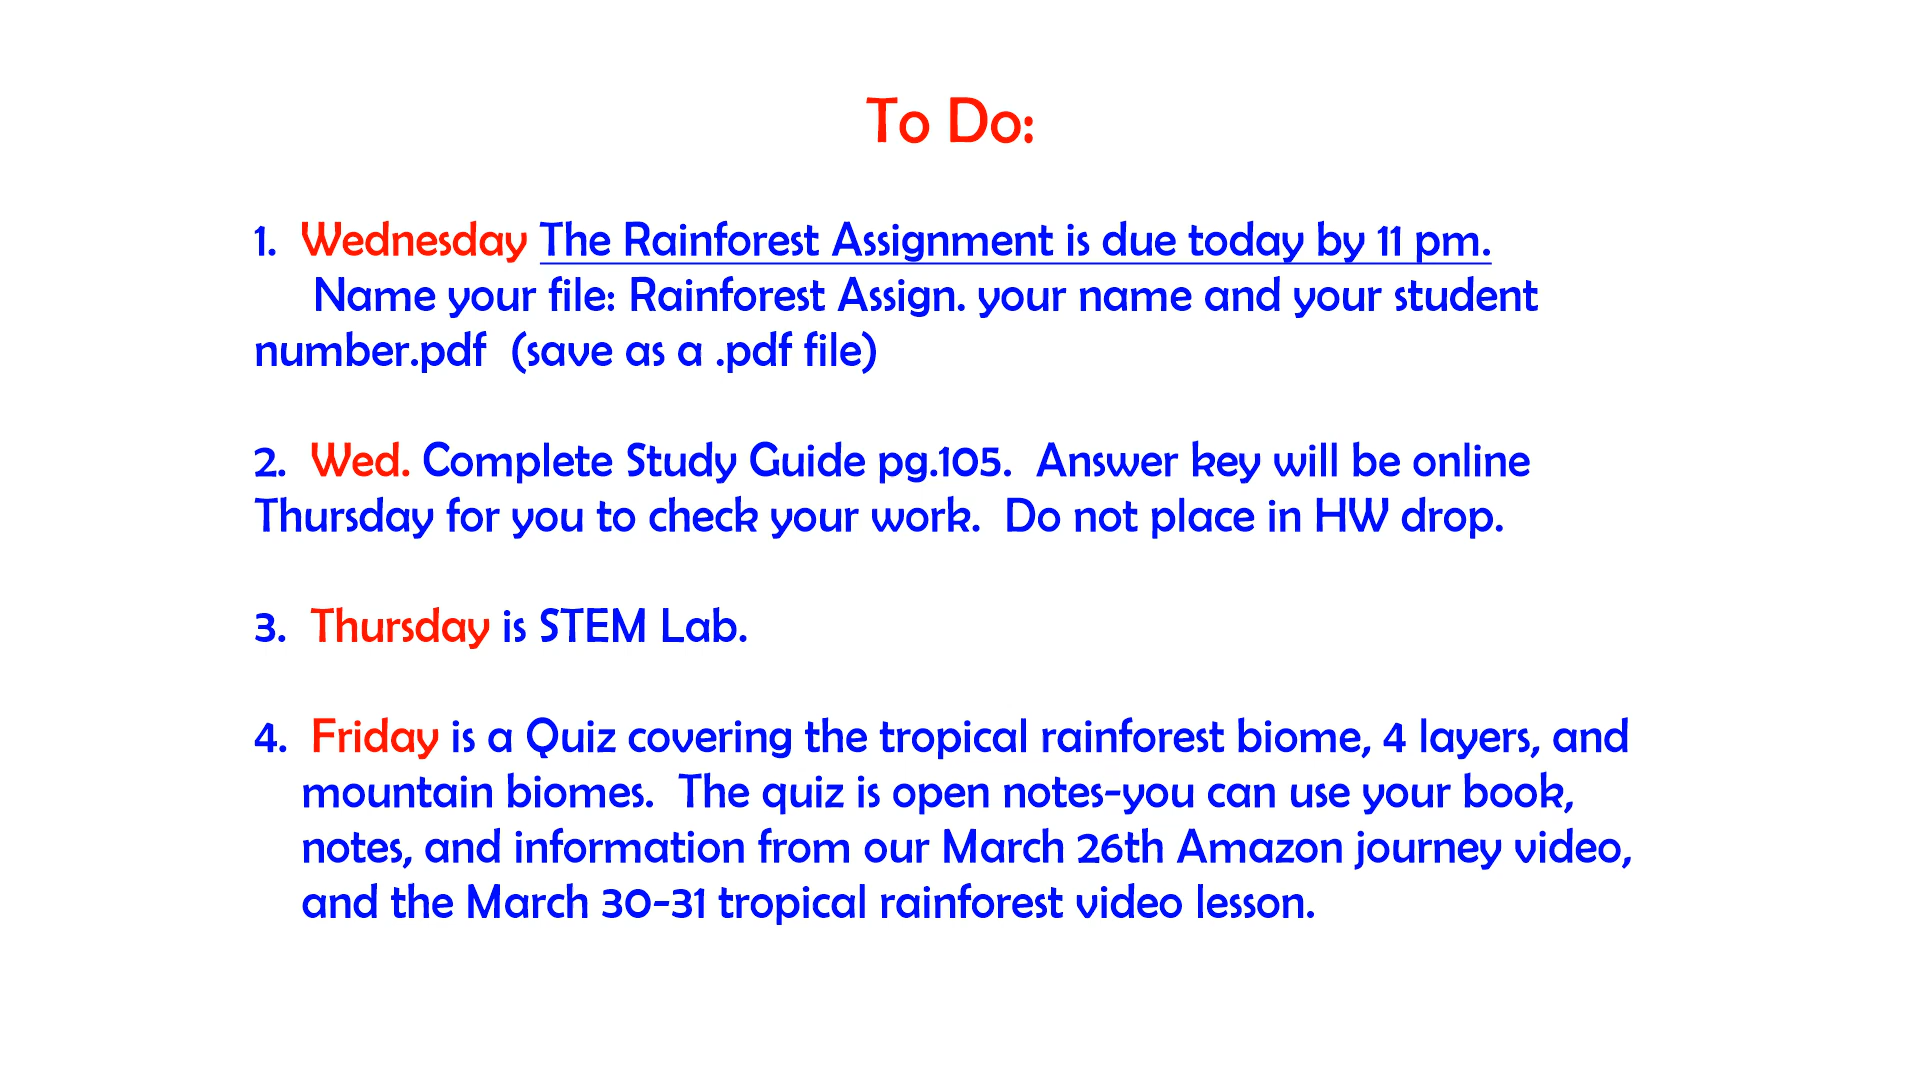 To Do:
1.  Wednesday The Rainforest Assignment is due today by 11 pm.
Name your file: Rainforest Assign. your name and your student
number.pdf  (save as a .pdf file)
2.  Wed. Complete Study Guide pg.105.  Answer key will be online
Thursday for you to check your work.  Do not place in HW drop.
3.  Thursday is STEM Lab.
4.  Friday is a Quiz covering the tropical rainforest biome, 4 layers, and
mountain biomes.  The quiz is open notes-you can use your book,
notes, and information from our March 26th Amazon journey video,
and the March 30-31 tropical rainforest video lesson.